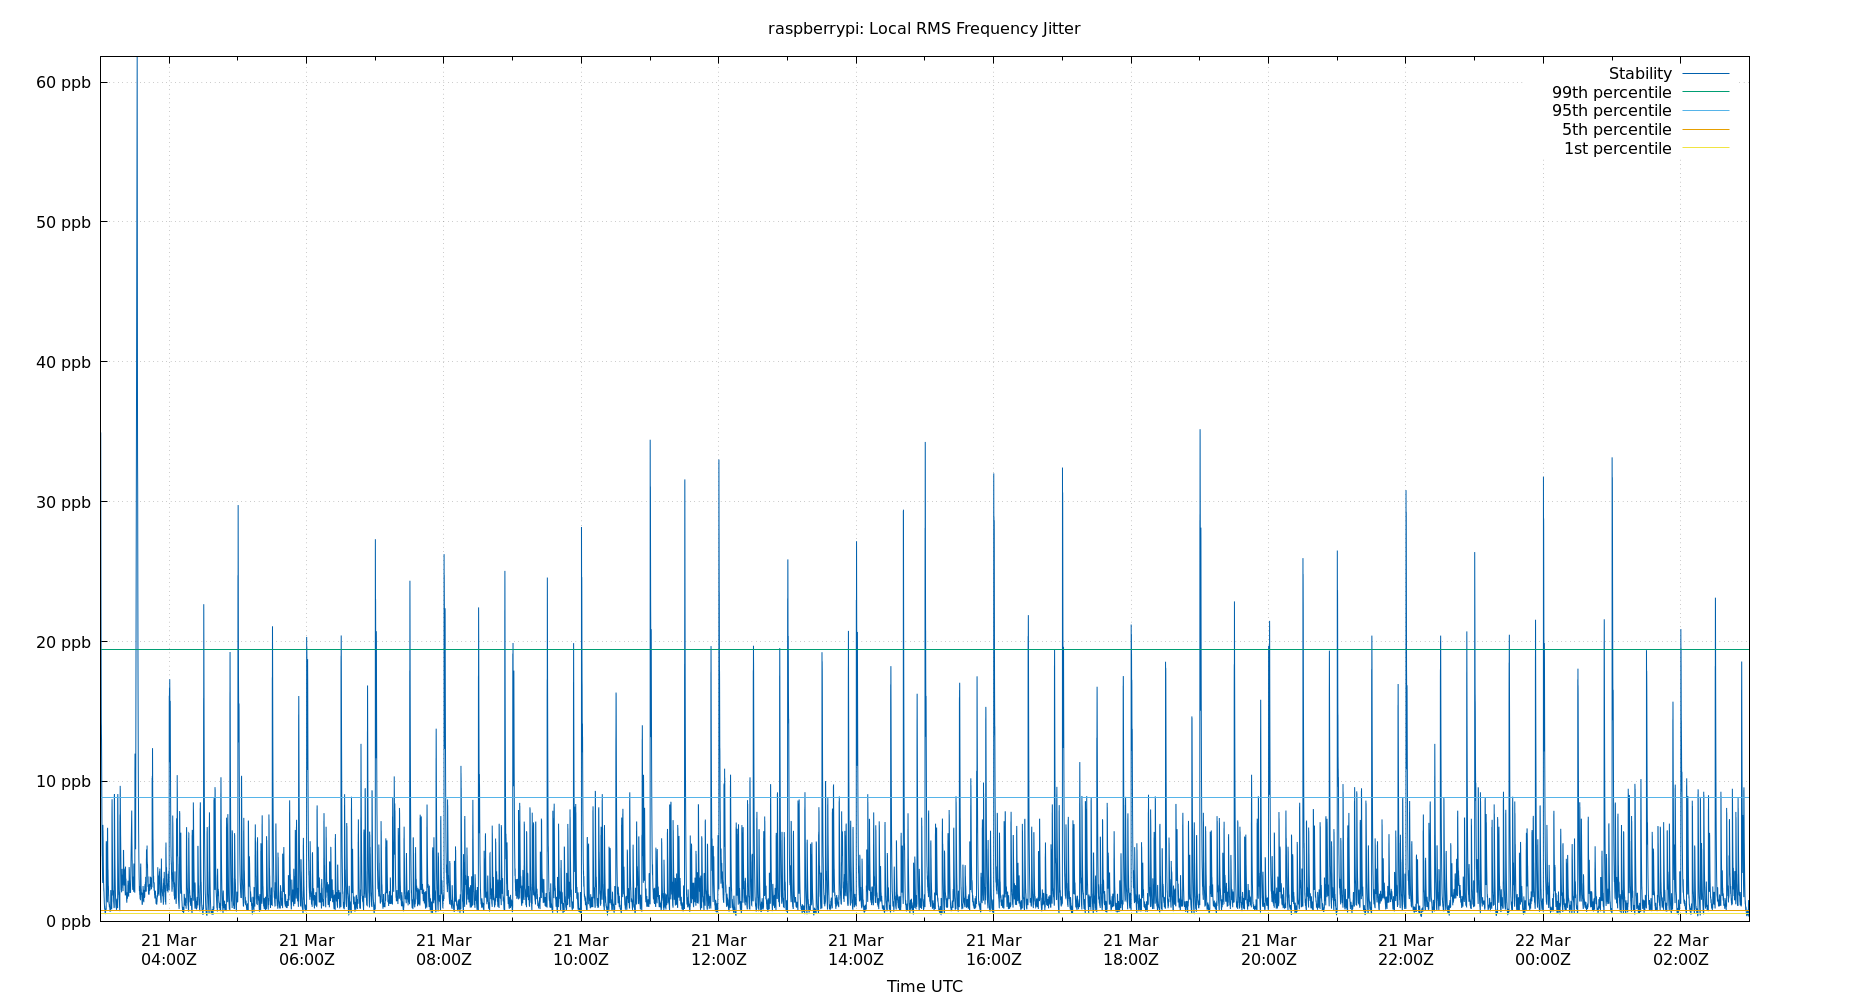 raspberrypi: Local RMS Frequency Jitter
Stability
99th percentile
95th percentile
5th percentile
1st percentile
60 ppb
50 ppb
40 ppb
30 ppb
20 ppb
10 ppb
0 ppb
21 Mar 21 Mar 21 Mar 21 Mar 21 Mar 21 Mar 21 Mar 21 Mar 21 Mar 21 Mar 22 Mar 22 Mar
04:00Z 06:00Z 08:00Z 10:00Z 12:00Z 14:00Z 16:00Z 18:00Z 20:00Z 22:00Z 00:00Z 02:00Z
Time UTC